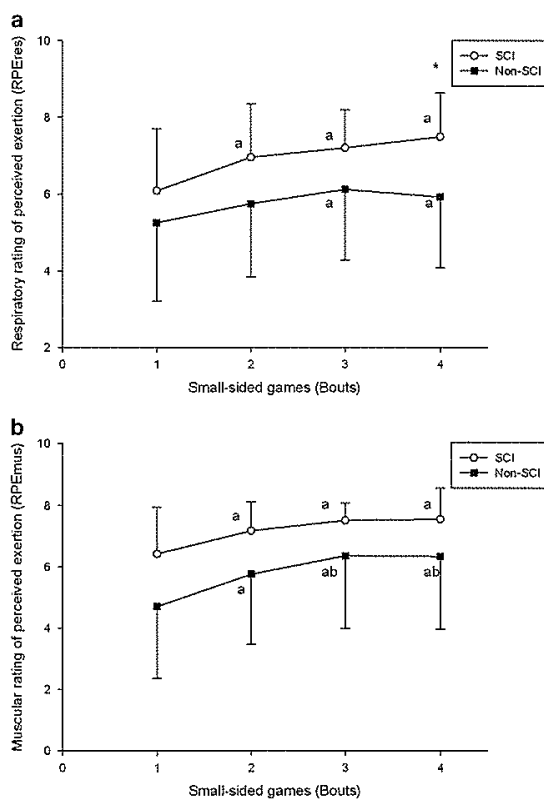 a
Respiratory rating of perceived exertion (RPEres)
10
8
6
4
2
SCI
Non-SCI
*
a
a
a
a
a
0
1
2
3
4
Small-sided games (Bouts)
b
Muscular rating of perceived exertion (RPEmus)
10
8
6
4
2
0
SCI
Non-SCI
a
a
a
a
ab
ab
0
1
2
3
4
Small-sided games (Bouts)